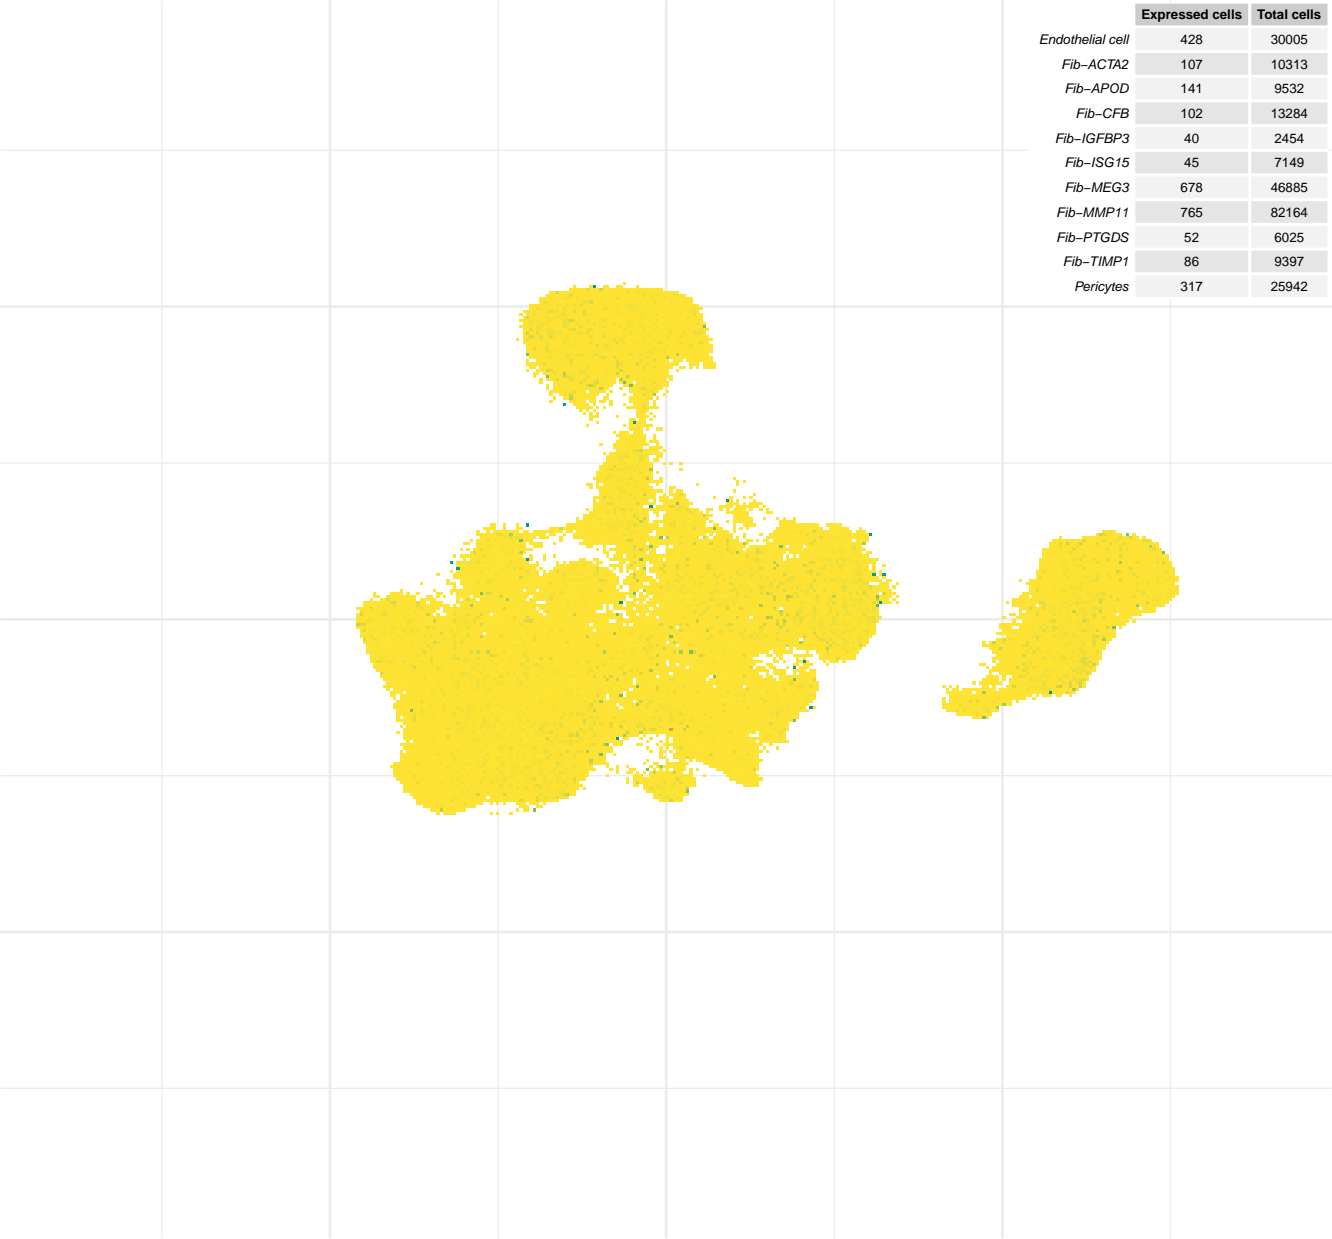 Expressed cells Total cells
Endothelial cell 428 30005
Fib−ACTA2 107 10313
Fib−APOD 141 9532
Fib−CFB 102 13284
Fib−IGFBP3 40 2454
Fib−ISG15 45 7149
Fib−MEG3 678 46885
Fib−MMP11 765 82164
Fib−PTGDS 52 6025
Fib−TIMP1 86 9397
Pericytes 317 25942